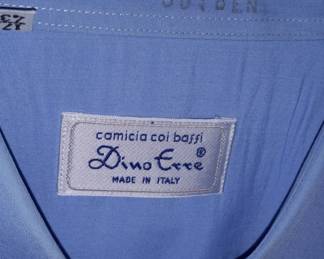 camicia coi baffi
Dino Erre ®
MADE IN ITALY